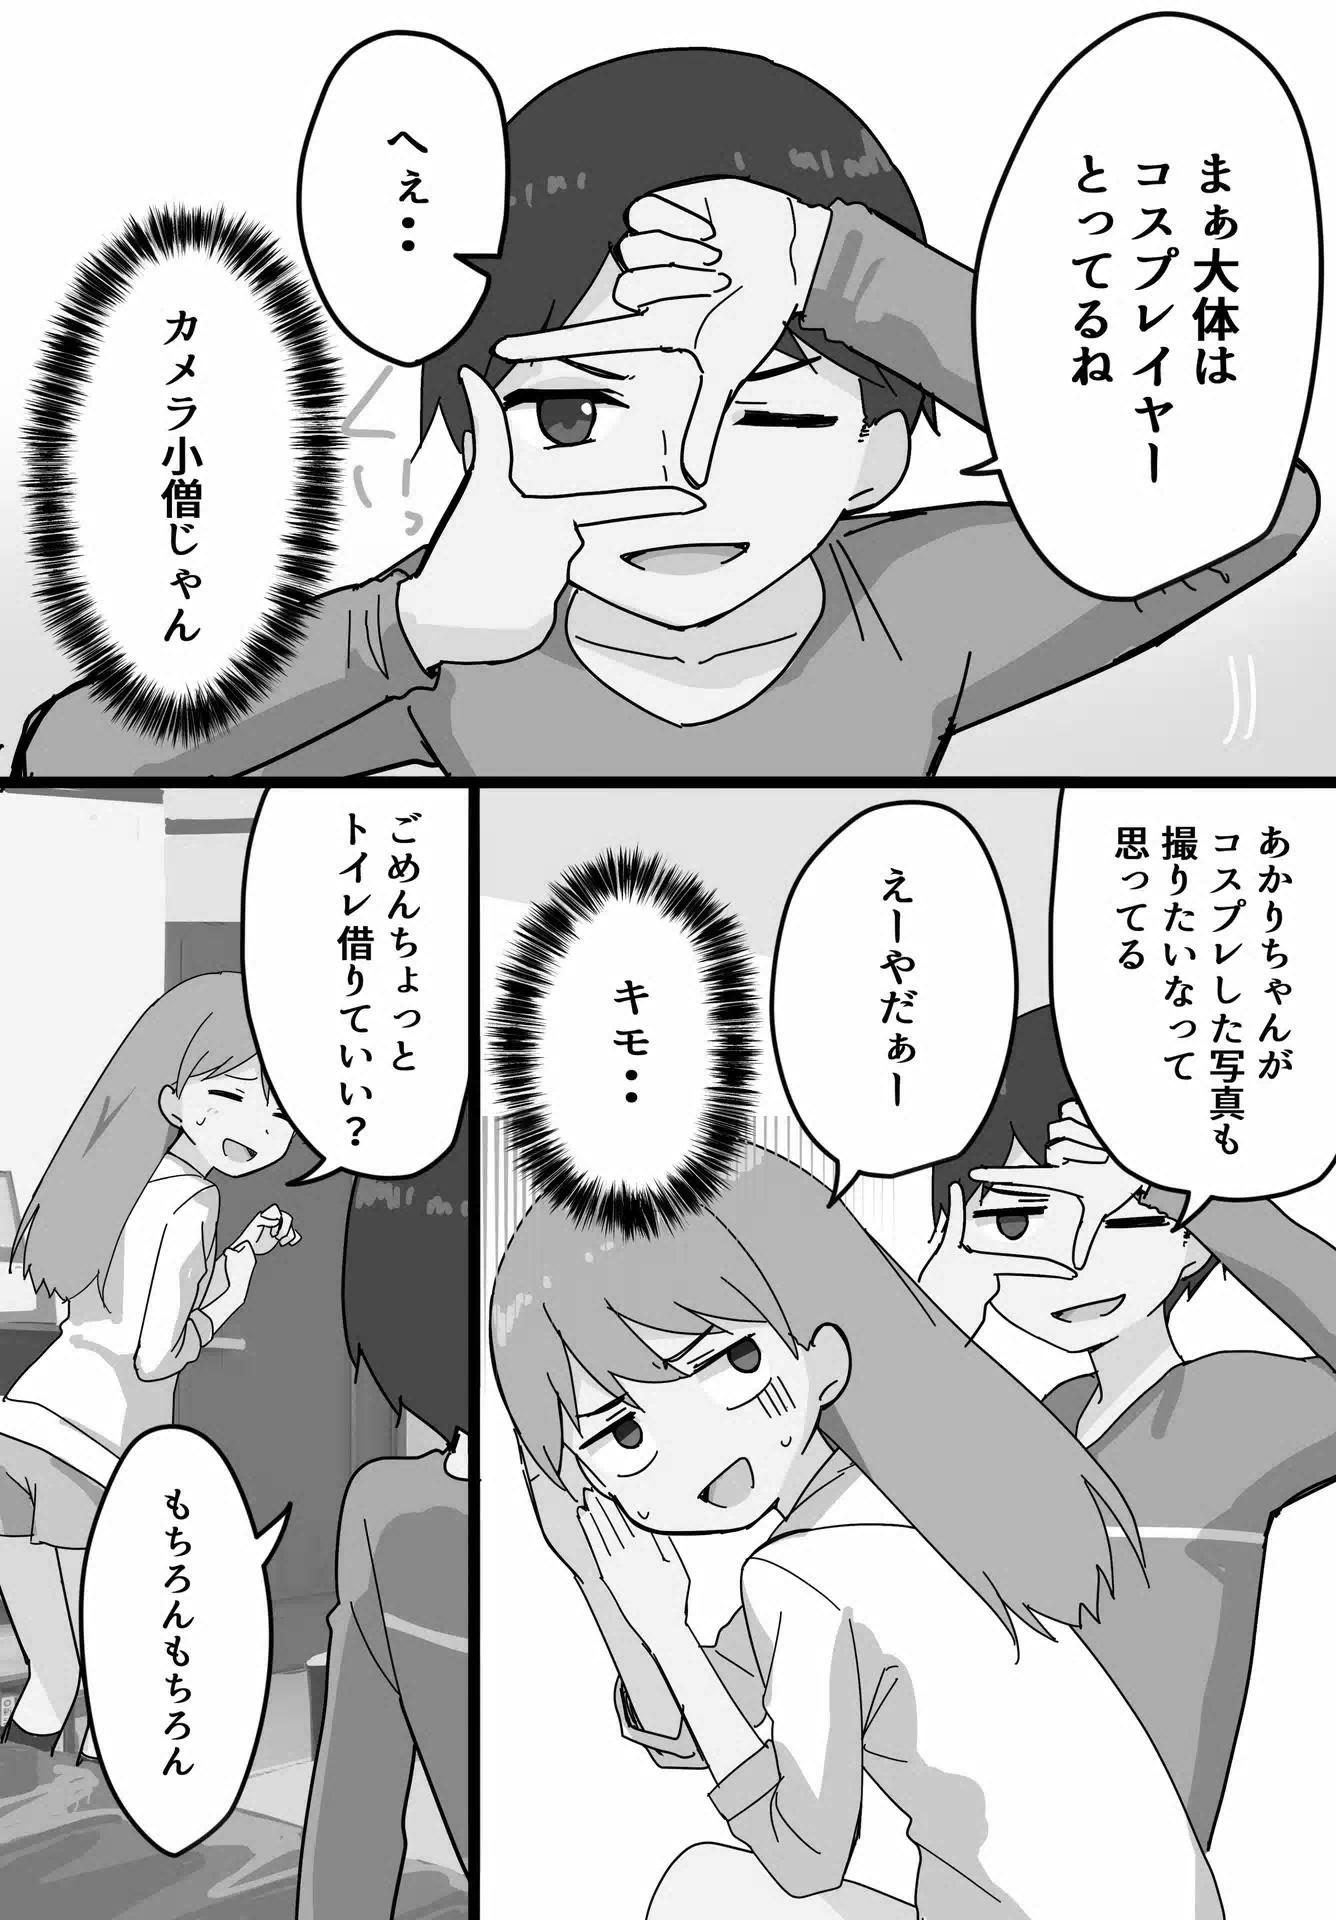 まぁ大体は
コスプレイヤー
とってるね
へぇ・・
カメラ小僧じゃん
くいっ
あかりちゃんが
コスプレした写真も
撮りたいなって
思ってる
えーやだぁー
キモ・・
ごめんちょっと
トイレ借りていい？
もちろんもちろん